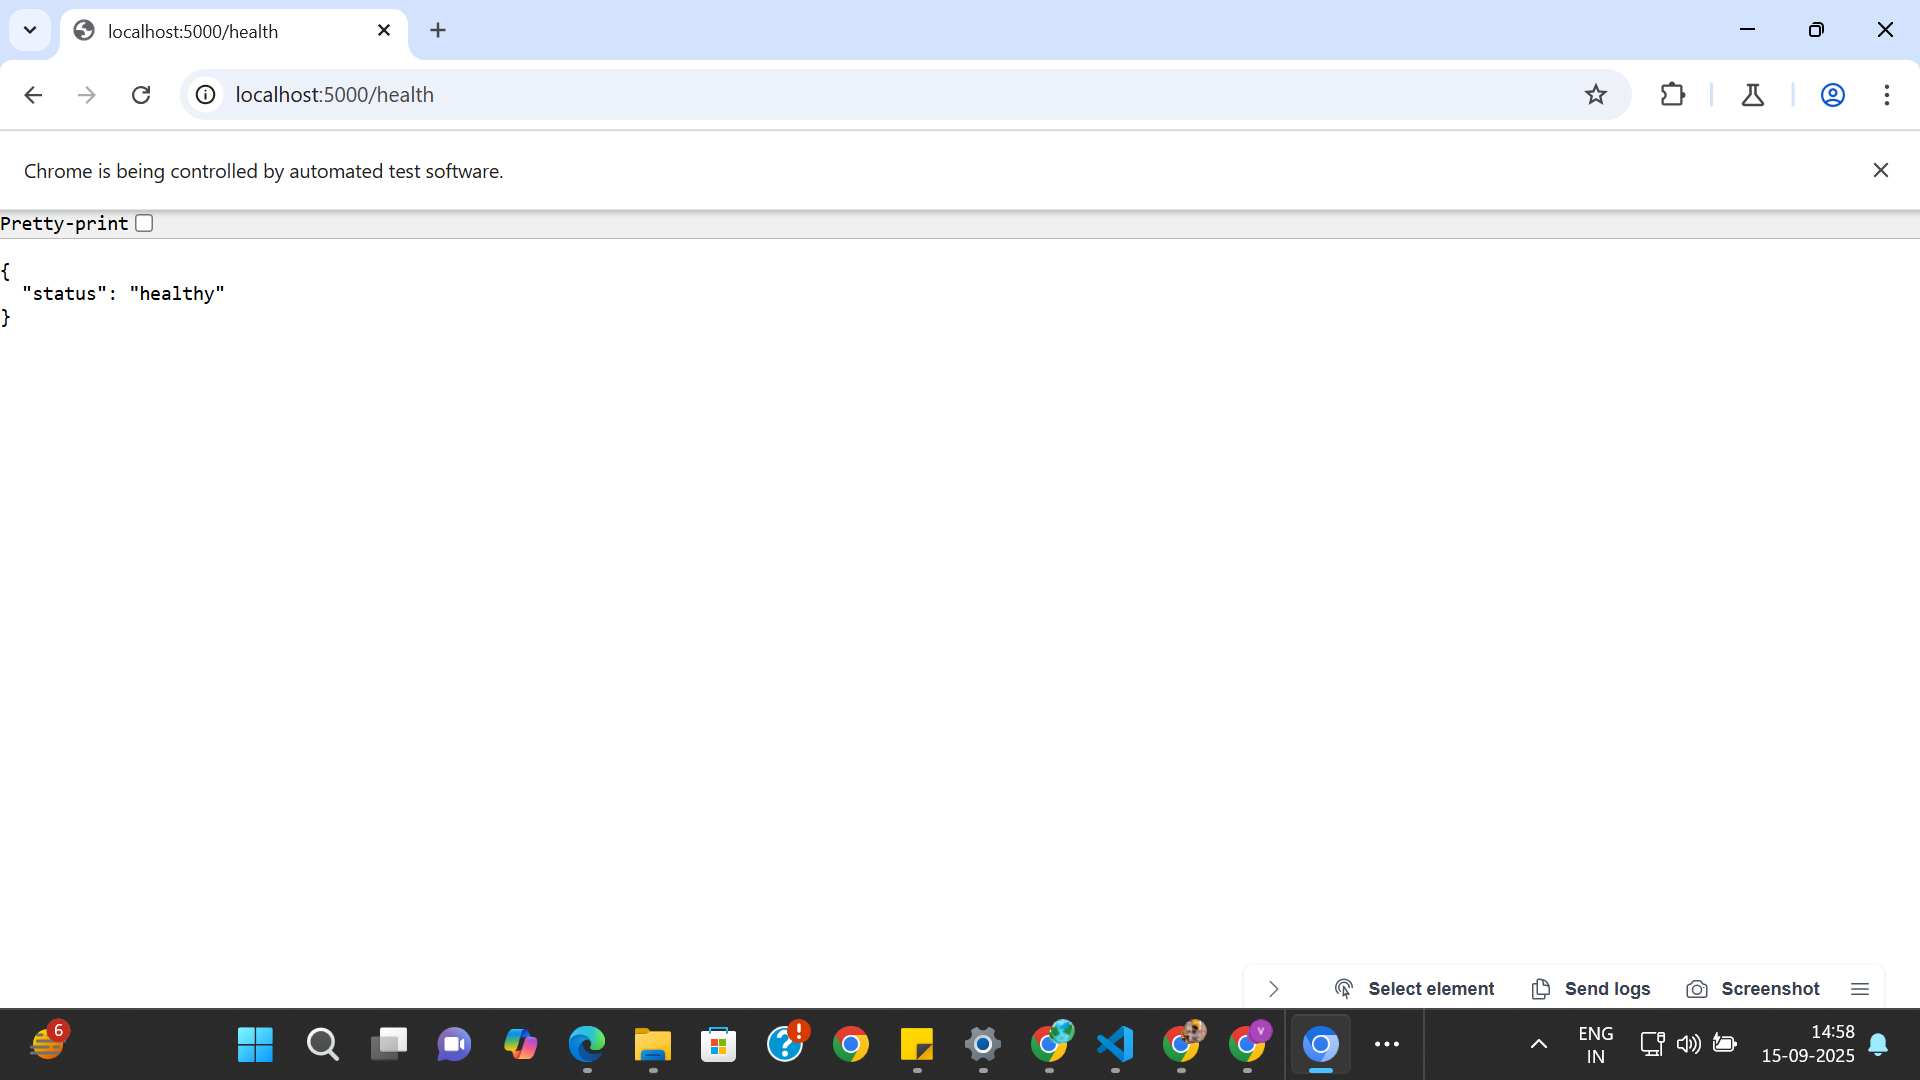 localhost:5000/health
localhost:5000/health
Chrome is being controlled by automated test software.
Pretty-print
{
  "status": "healthy"
}
Select element
Send logs
Screenshot
6
V
ENG
IN
14:58
15-09-2025